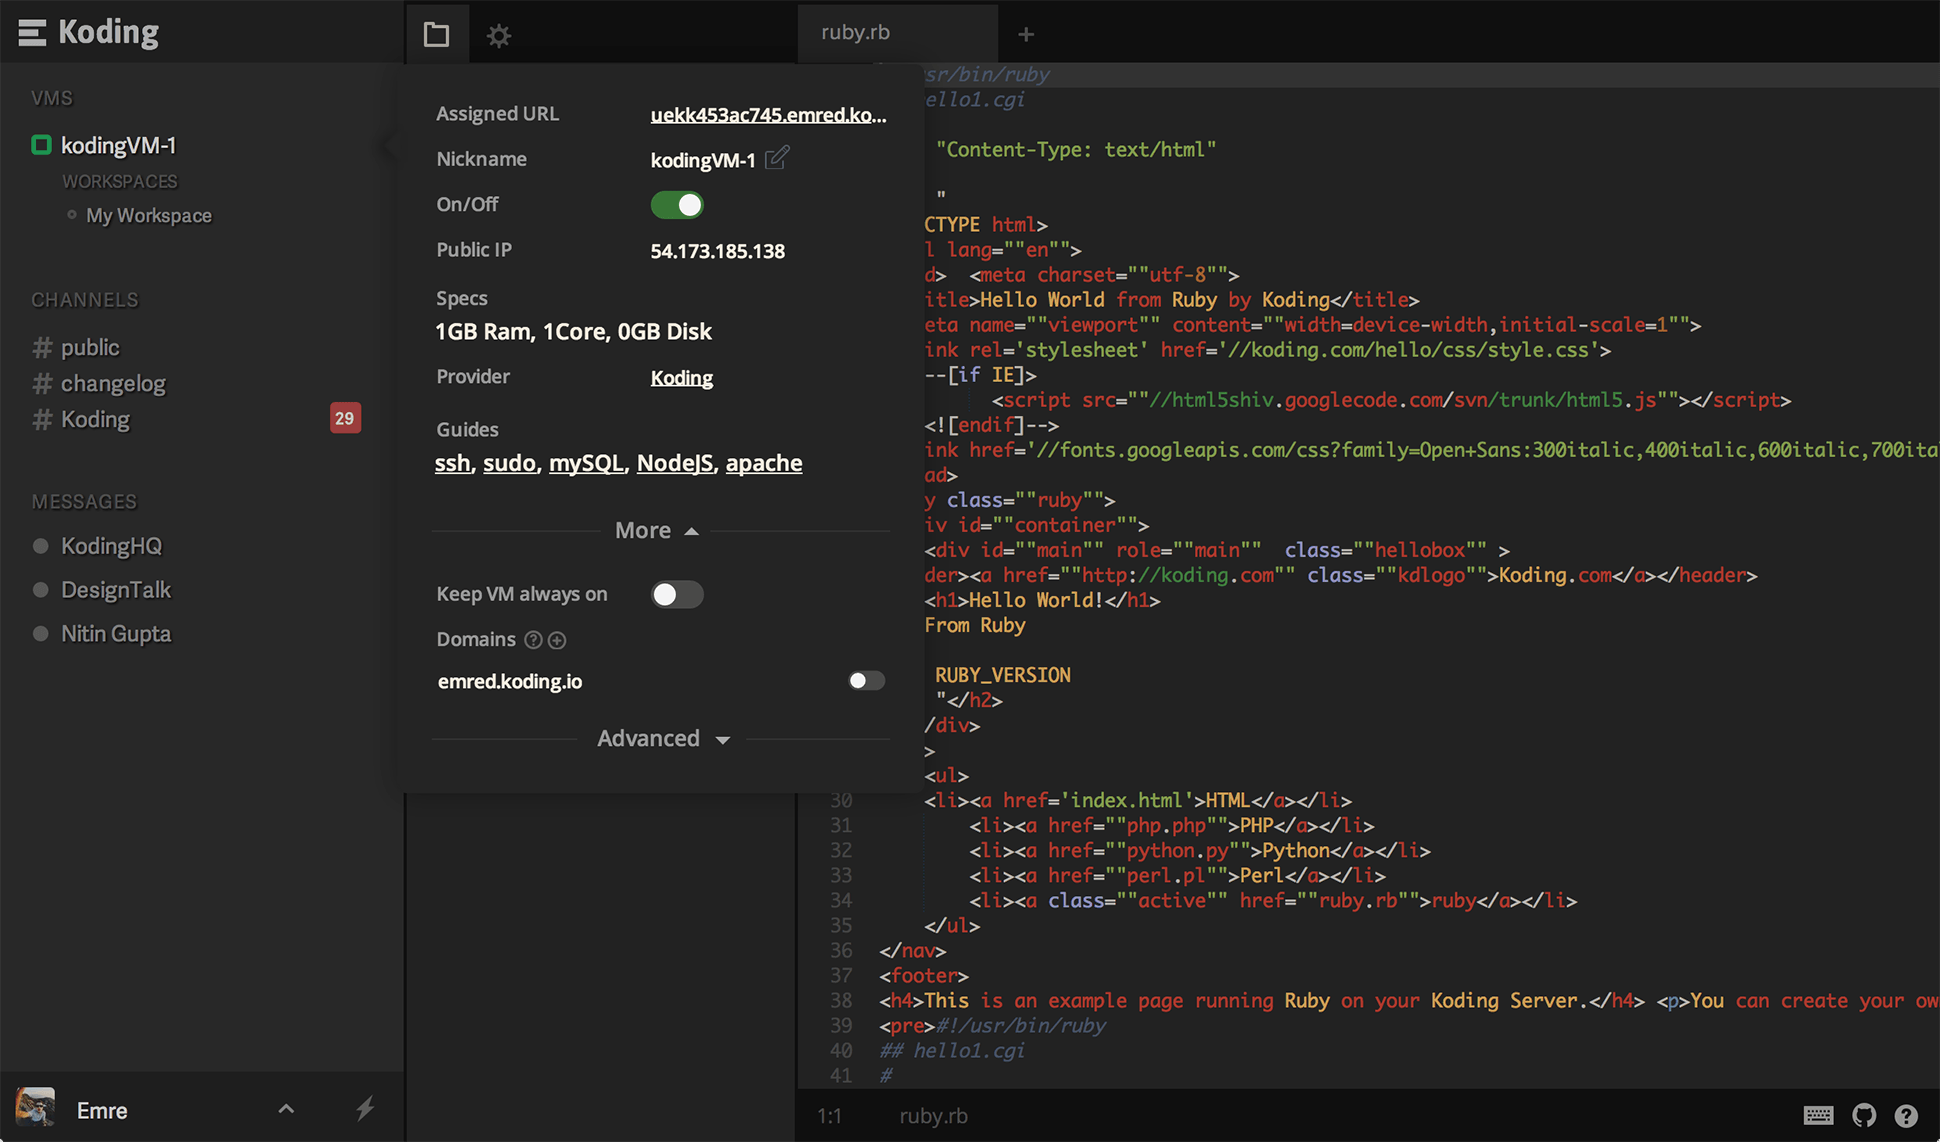 Koding
VMS
kodingVM-1
WORKSPACES
My Workspace
CHANNELS
# public
# changelog
# Koding
29
MESSAGES
KodingHQ
DesignTalk
Nitin Gupta
Emre
Assigned URL uekk453ac745.emred.ko...
Nickname kodingVM-1
On/Off
Public IP 54.173.185.138
Specs
1GB Ram, 1Core, 0GB Disk
Provider Koding
Guides
ssh, sudo, mySQL, NodeJS, apache
More
Keep VM always on
Domains
emred.koding.io
Advanced
ruby.rb
sr/bin/ruby
ello1.cgi
"Content-Type: text/html"
"
CTYPE html>
l lang=""en"">
d> <meta charset=""utf-8"">
itle>Hello World from Ruby by Koding</title>
eta name=""viewport"" content=""width=device-width,initial-scale=1"">
ink rel='stylesheet' href='//koding.com/hello/css/style.css'>
--[if IE]>
<script src=""//html5shiv.googlecode.com/svn/trunk/html5.js""></script>
<![endif]-->
ink href='//fonts.googleapis.com/css?family=Open+Sans:300italic,400italic,600italic,700ita
ad>
y class=""ruby"">
iv id=""container"">
<div id=""main"" role=""main"" class=""hellobox"" >
der><a href=""http://koding.com"" class=""kdlogo"">Koding.com</a></header>
<h1>Hello World!</h1>
From Ruby
RUBY_VERSION
"</h2>
/div>
>
<ul>
30 <li><a href='index.html'>HTML</a></li>
31 <li><a href=""php.php"">PHP</a></li>
32 <li><a href=""python.py"">Python</a></li>
33 <li><a href=""perl.pl"">Perl</a></li>
34 <li><a class=""active"" href=""ruby.rb"">ruby</a></li>
35 </ul>
36 </nav>
37 <footer>
38 <h4>This is an example page running Ruby on your Koding Server.</h4> <p>You can create your ow
39 <pre>#!/usr/bin/ruby
40 ## hello1.cgi
41 #
1:1 ruby.rb